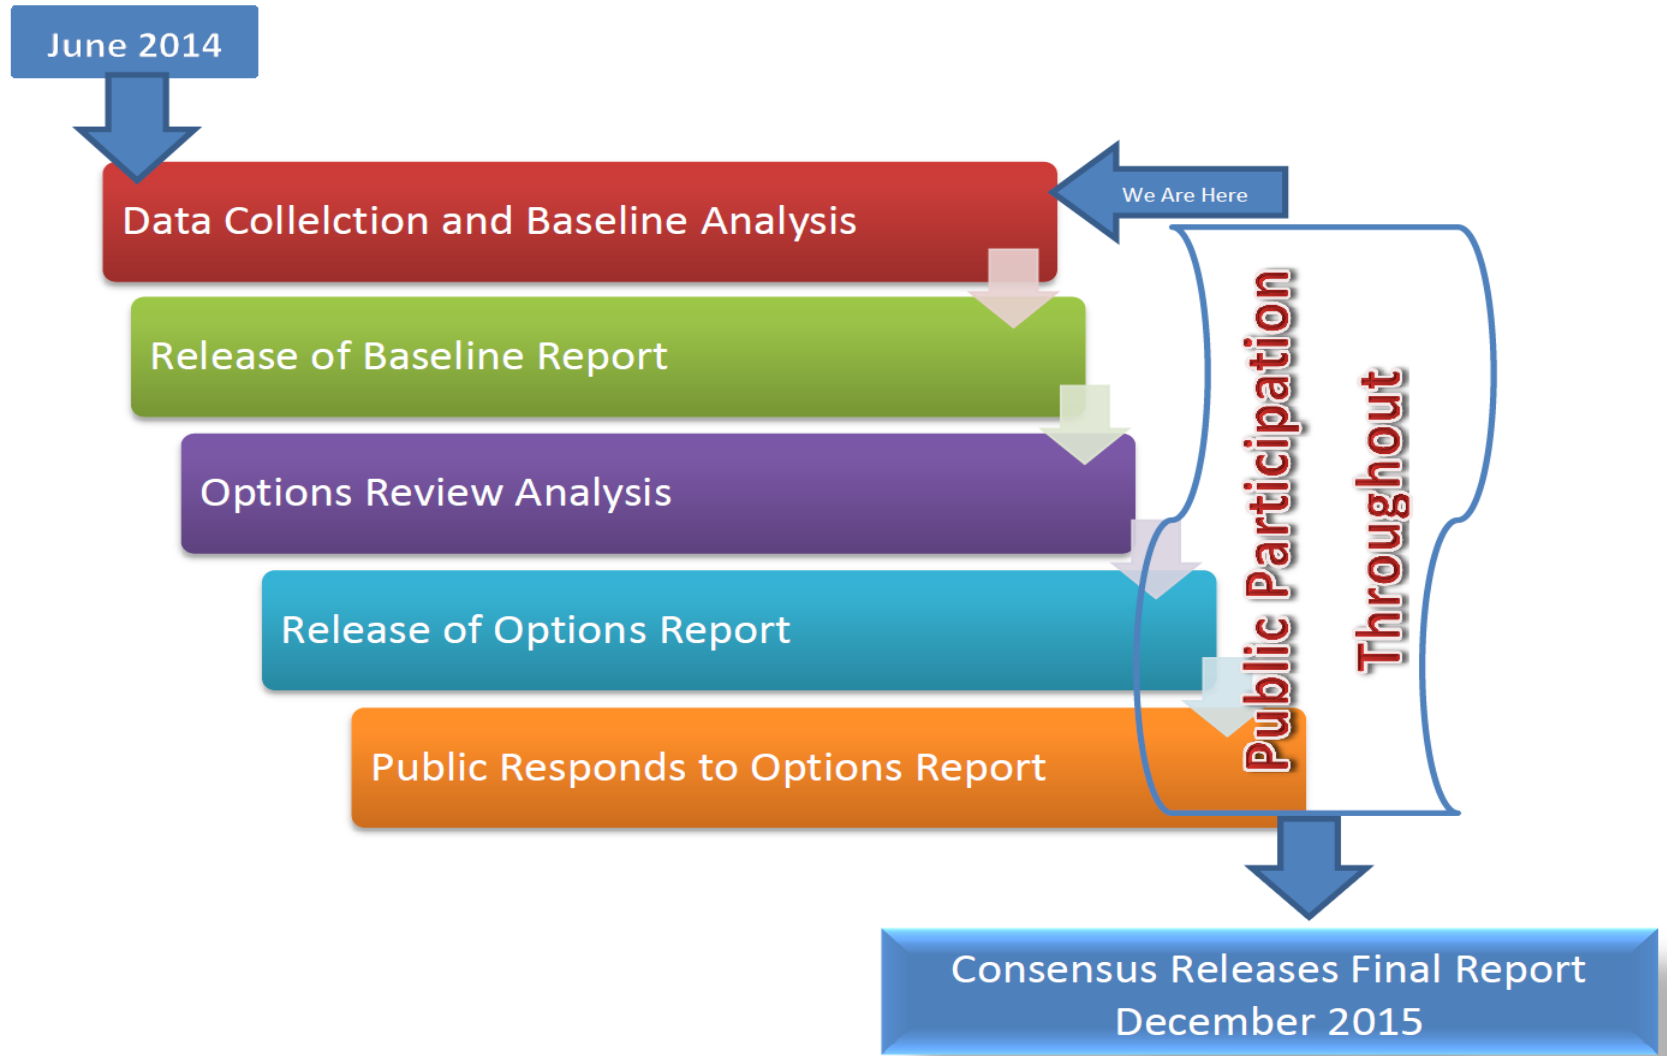 June 2014
We Are Here
Data Collelction and Baseline Analysis
Release of Baseline Report
Options Review Analysis
Release of Options Report
Public Responds to Options Report
Public Participation
Throughout
Consensus Releases Final Report
December 2015